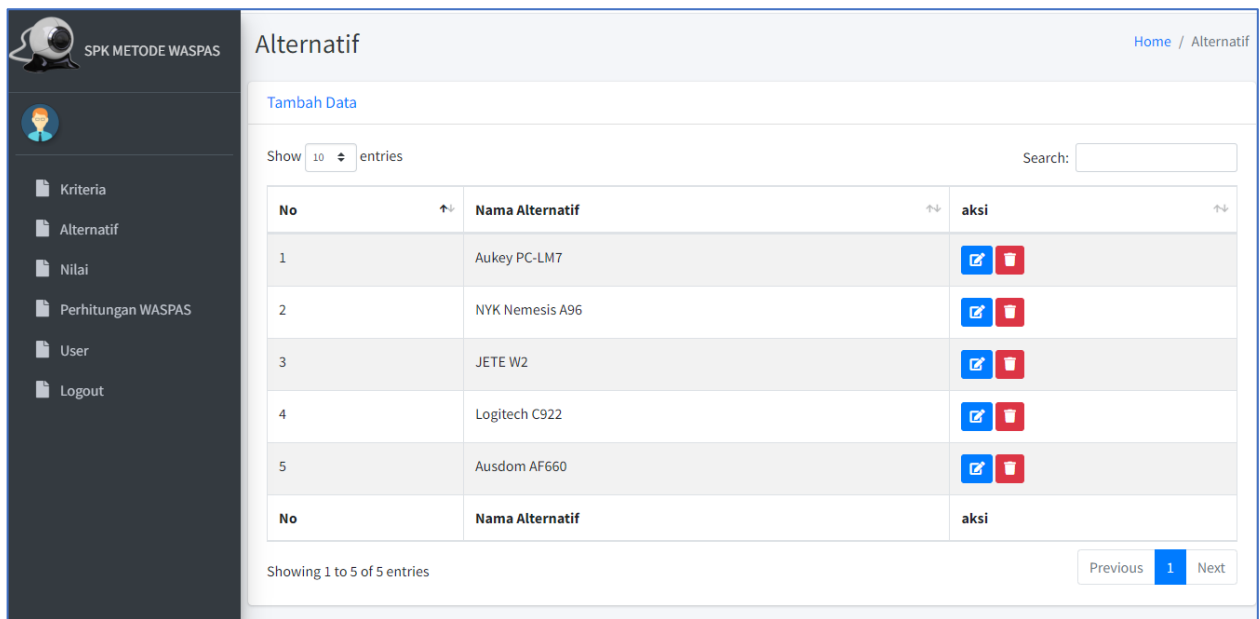 SPK METODE WASPAS
Kriteria
Alternatif
Nilai
Perhitungan WASPAS
User
Logout
Alternatif
Home / Alternatif
Tambah Data
Show 10 entries
Search:
No Nama Alternatif aksi
1 Aukey PC-LM7
2 NYK Nemesis A96
3 JETE W2
4 Logitech C922
5 Ausdom AF660
No Nama Alternatif aksi
Showing 1 to 5 of 5 entries
Previous 1 Next